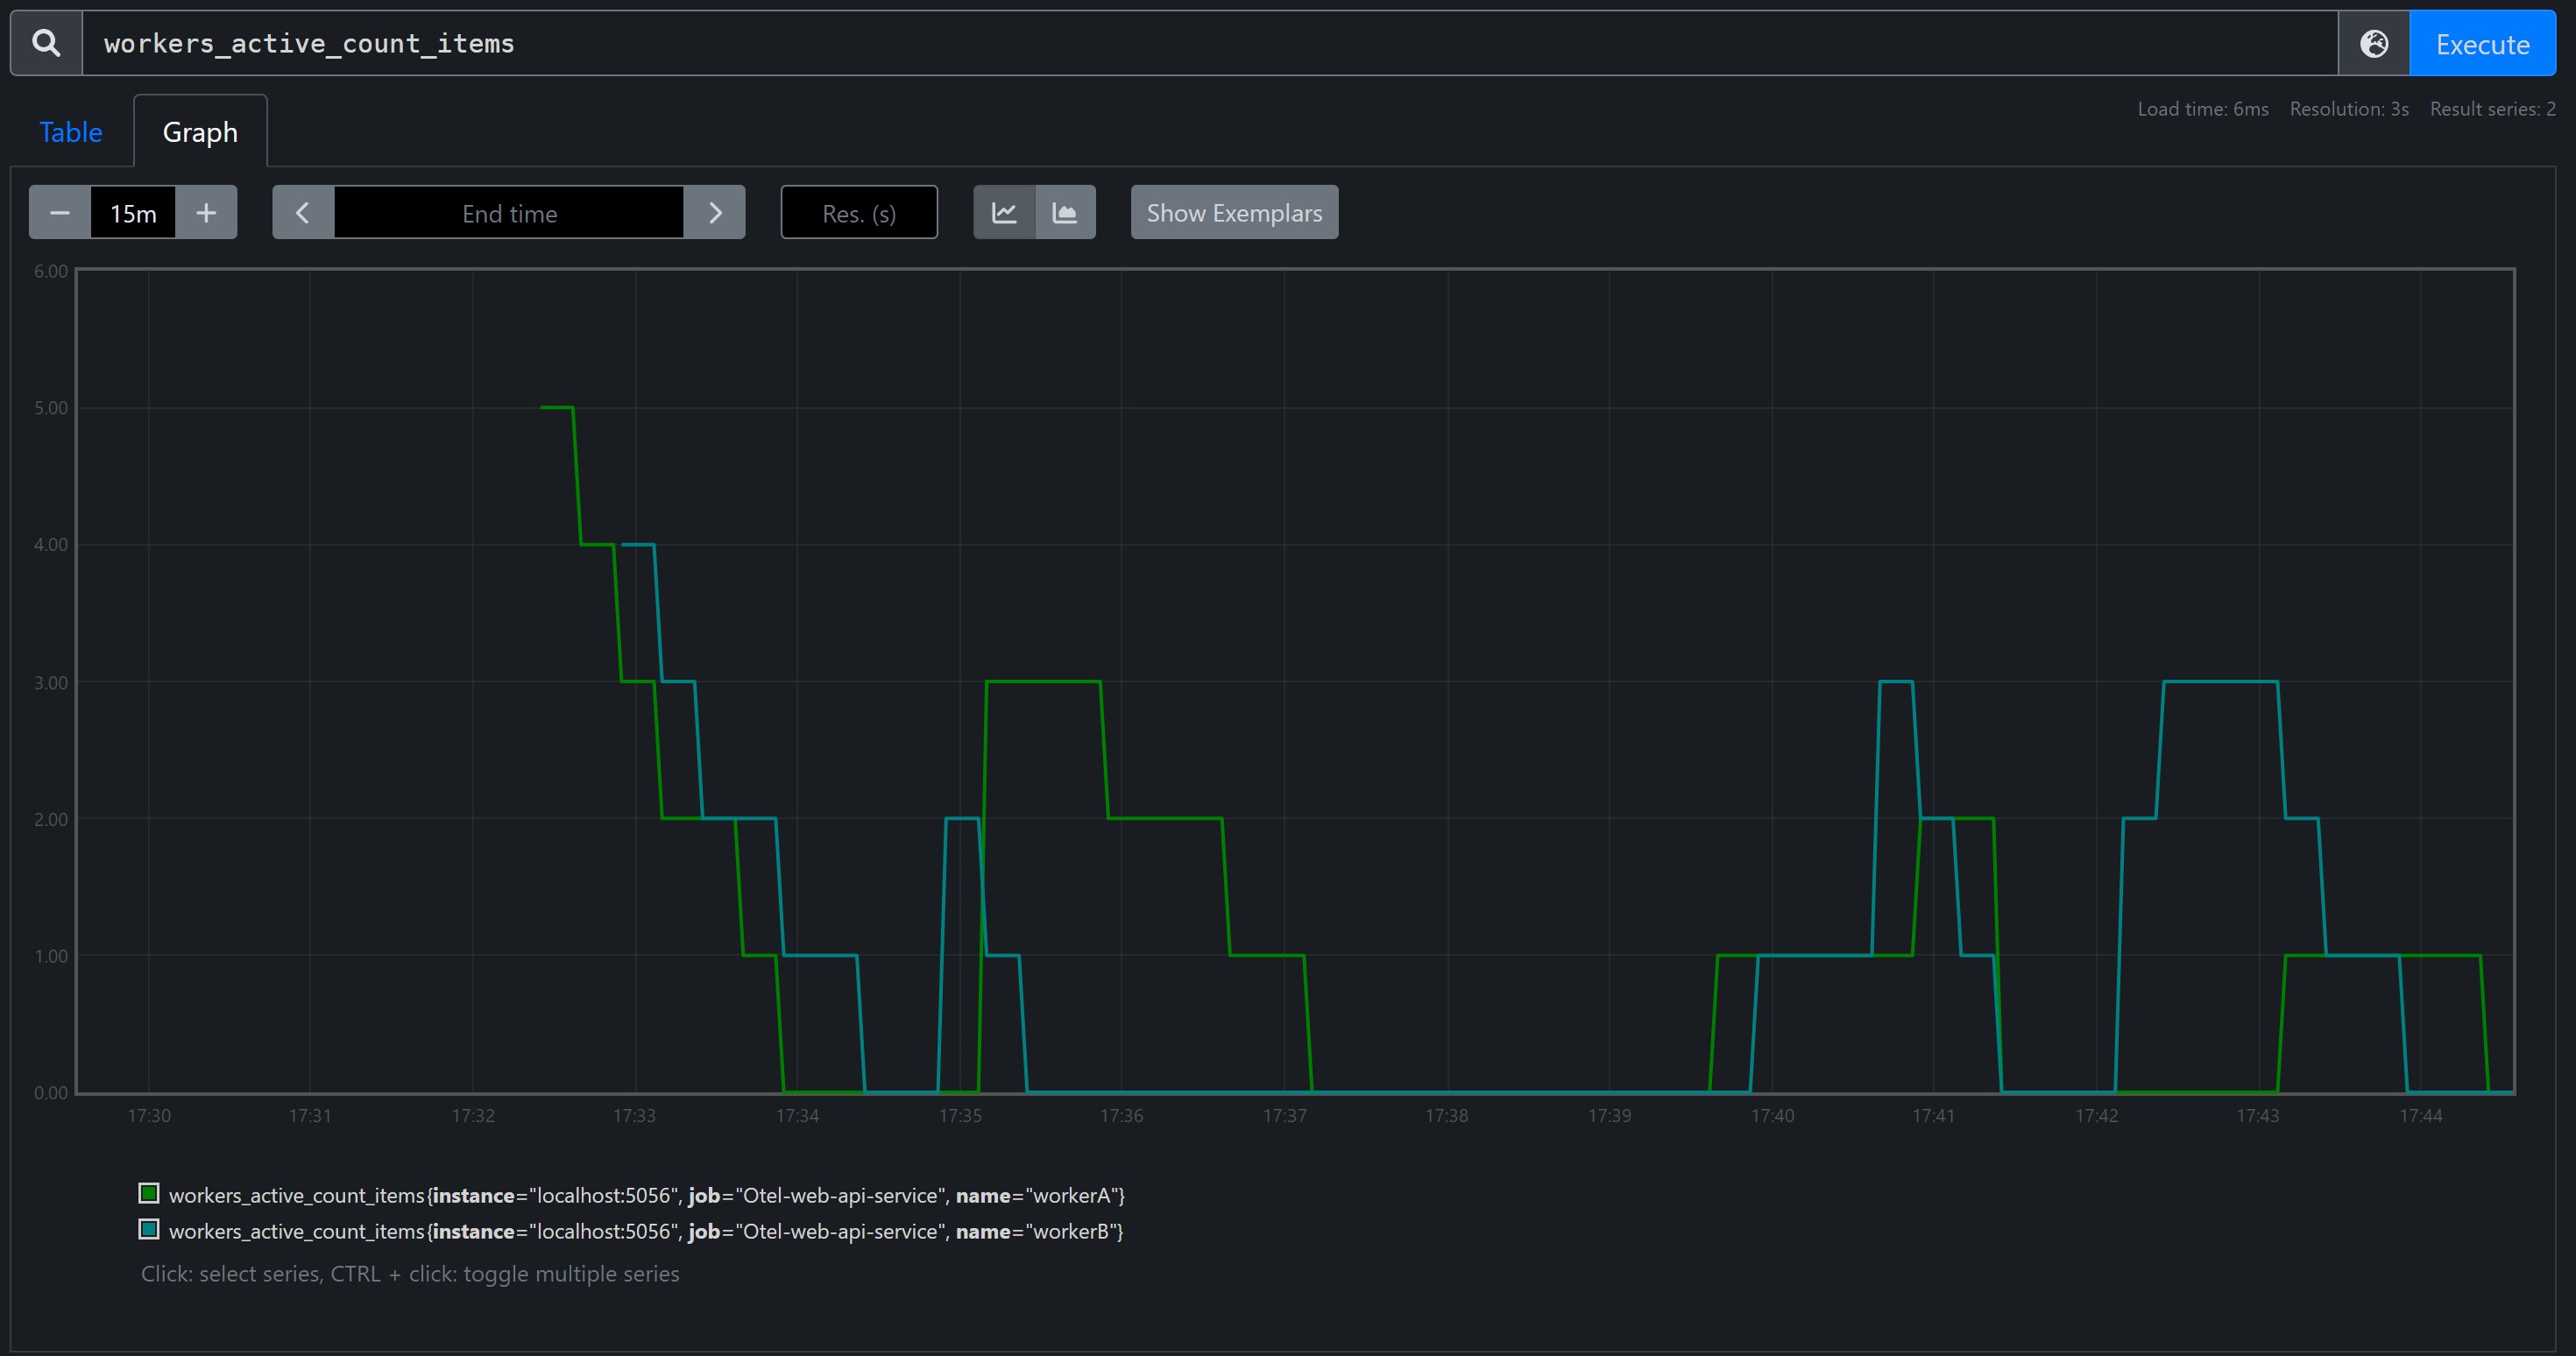 workers_active_count_items
Execute
Table
Graph
Load time: 6ms Resolution: 3s Result series: 2
15m
End time
Res. (s)
Show Exemplars
6.00
5.00
4.00
3.00
2.00
1.00
0.00
17:30 17:31 17:32 17:33 17:34 17:35 17:36 17:37 17:38 17:39 17:40 17:41 17:42 17:43 17:44
workers_active_count_items{instance="localhost:5056", job="Otel-web-api-service", name="workerA"}
workers_active_count_items{instance="localhost:5056", job="Otel-web-api-service", name="workerB"}
Click: select series, CTRL + click: toggle multiple series